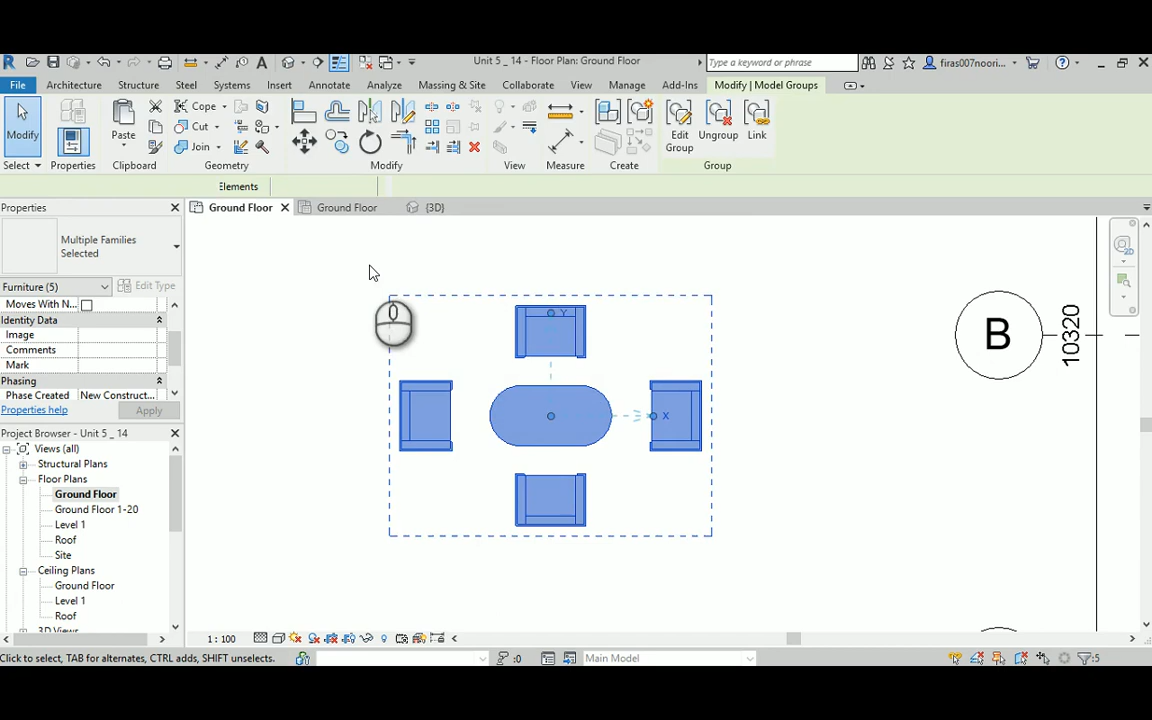 Unit 5 _ 14 - Floor Plan: Ground Floor
Type a keyword or phrase
firas007noori...
File
Architecture
Structure
Steel
Systems
Insert
Annotate
Analyze
Massing & Site
Collaborate
View
Manage
Add-Ins
Modify | Model Groups
Modify
Paste
Cope
Cut
Join
Edit Group
Ungroup
Link
Select
Properties
Clipboard
Geometry
Modify
View
Measure
Create
Group
Elements
Properties
Ground Floor
Ground Floor
{3D}
Multiple Families Selected
Furniture (5)
Edit Type
Moves With N...
Identity Data
Image
Comments
Mark
Phasing
Phase Created
New Construct...
Properties help
Apply
Project Browser - Unit 5 _ 14
Views (all)
Structural Plans
Floor Plans
Ground Floor
Ground Floor 1-20
Level 1
Roof
Site
Ceiling Plans
Ground Floor
Level 1
Roof
3D Views
Y
X
B
10320
2D
1 : 100
Click to select, TAB for alternates, CTRL adds, SHIFT unselects.
:0
Main Model
:5